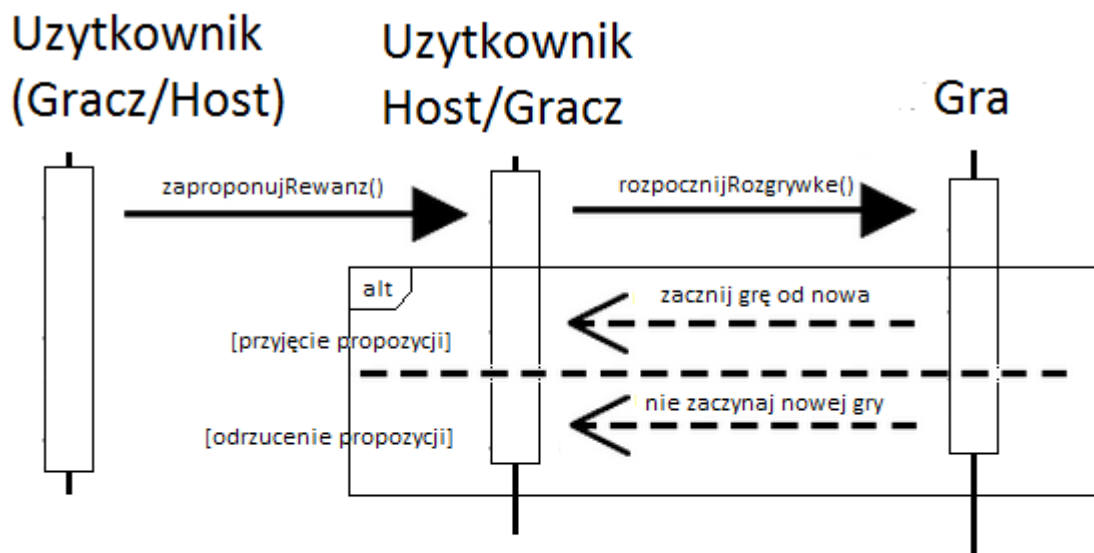 Uzytkownik
(Gracz/Host)
Uzytkownik
Host/Gracz
Gra
zaproponujRewanz()
rozpocznijRozgrywke()
alt
zacznij grę od nowa
[przyjęcie propozycji]
nie zaczynaj nowej gry
[odrzucenie propozycji]